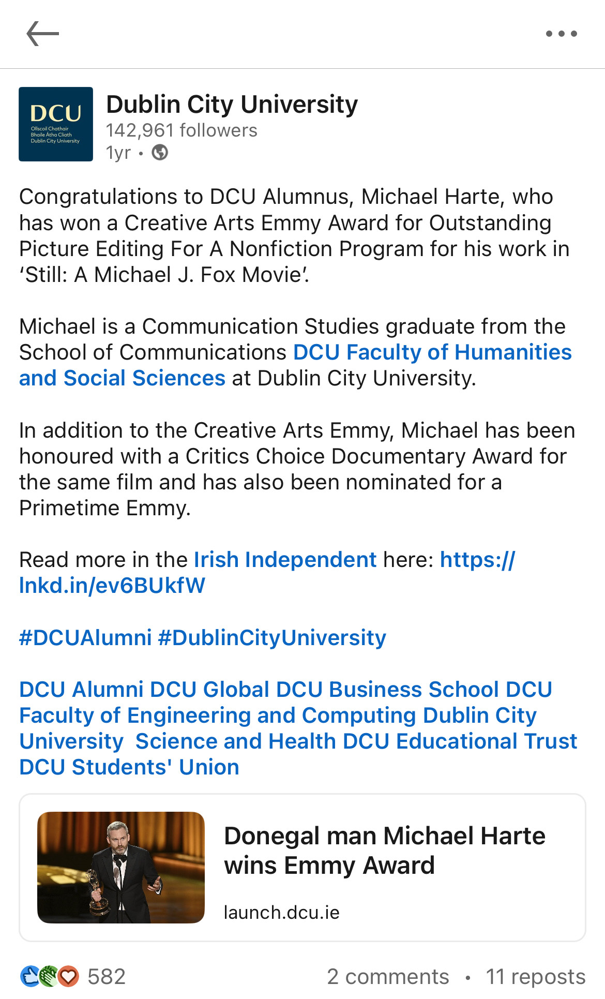 DCU
Ollscoil Chathair
Bhaile Átha Cliath
Dublin City University
Dublin City University
142,961 followers
1yr •
Congratulations to DCU Alumnus, Michael Harte, who
has won a Creative Arts Emmy Award for Outstanding
Picture Editing For A Nonfiction Program for his work in
‘Still: A Michael J. Fox Movie’.
Michael is a Communication Studies graduate from the
School of Communications DCU Faculty of Humanities
and Social Sciences at Dublin City University.
In addition to the Creative Arts Emmy, Michael has been
honoured with a Critics Choice Documentary Award for
the same film and has also been nominated for a
Primetime Emmy.
Read more in the Irish Independent here: https://
lnkd.in/ev6BUkfW
#DCUAlumni #DublinCityUniversity
DCU Alumni DCU Global DCU Business School DCU
Faculty of Engineering and Computing Dublin City
University  Science and Health DCU Educational Trust
DCU Students' Union
Donegal man Michael Harte
wins Emmy Award
launch.dcu.ie
582
2 comments • 11 reposts